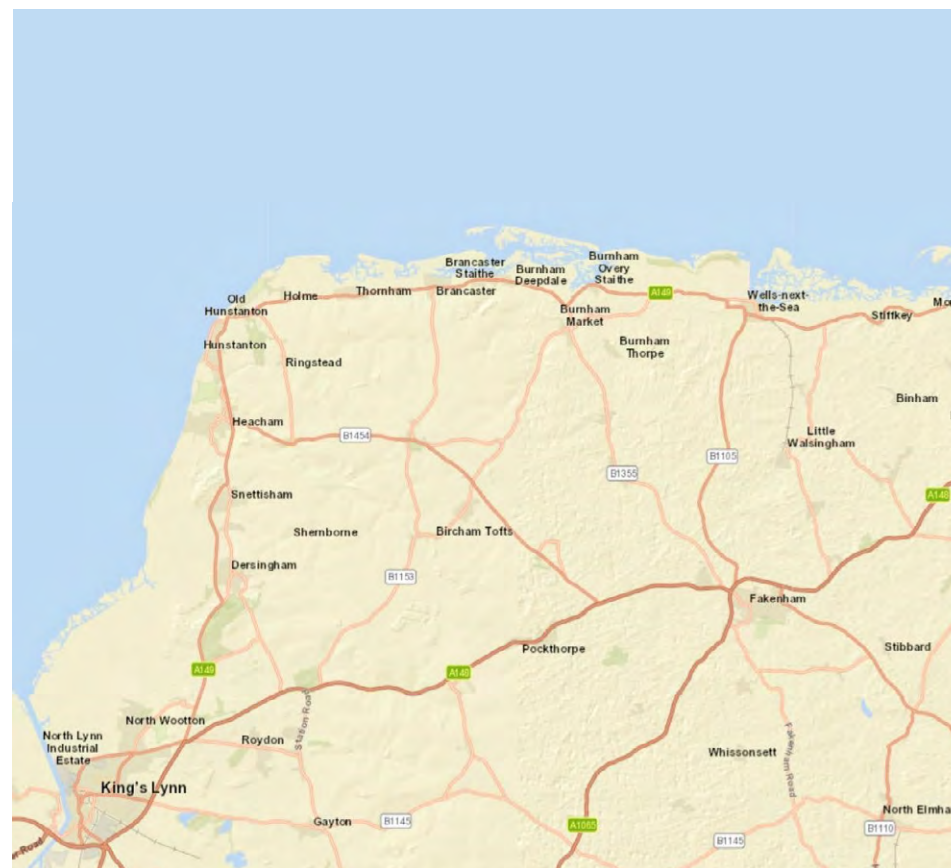 Brancaster
Staithe
Burnham
Deepdale
Burnham
Overy
Staithe
Old
Hunstanton
Holme
Thornham
Brancaster
A149
Burnham
Market
Wells-next-
the-Sea
Stiffkey
Hunstanton
Ringstead
Burnham
Thorpe
Binham
Heacham
B1454
Little
Walsingham
B1105
B1355
Snettisham
A148
Shernborne
Bircham Tofts
Dersingham
B1153
Fakenham
Pockthorpe
Stibbard
A149
A148
North Wootton
Station Road
North Lynn
Industrial
Estate
Roydon
Fakenham Road
Whissonsett
King's Lynn
Gayton
B1145
A1065
North Elmha
B1110
B1145